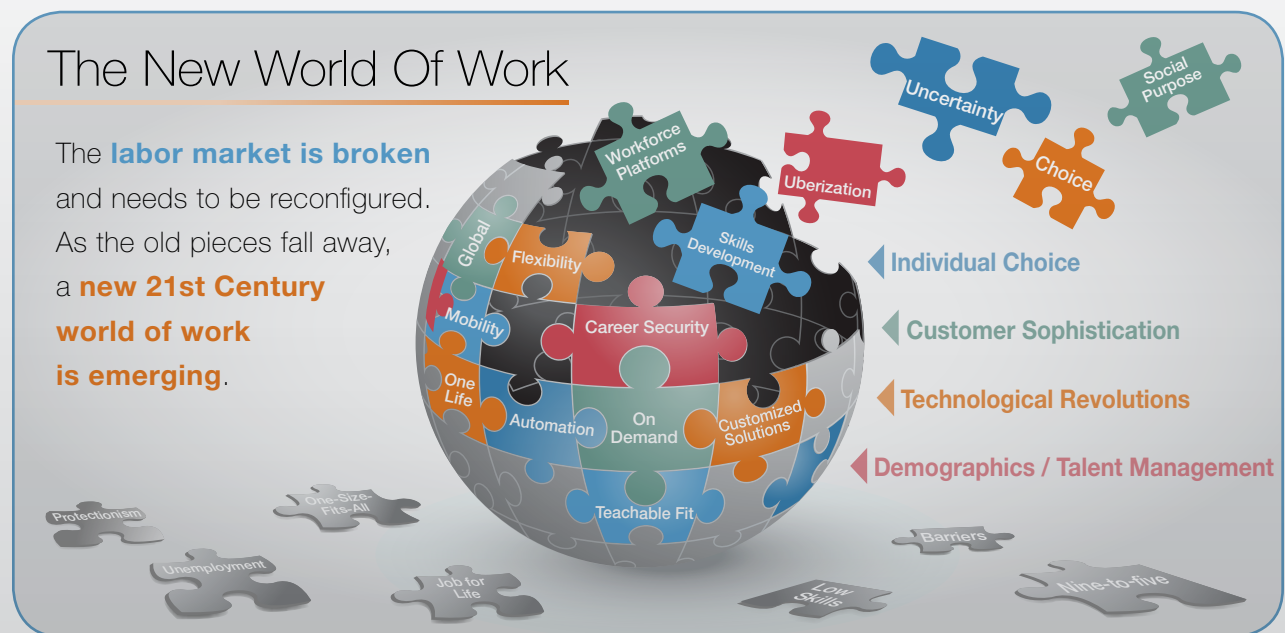 The New World Of Work
The labor market is broken
and needs to be reconfigured.
As the old pieces fall away,
a new 21st Century
world of work
is emerging.
Uncertainty
Social
Purpose
Choice
Workforce
Platforms
Uberization
Skills
Development
Global
Flexibility
Mobility
Career Security
One
Life
Automation
On
Demand
Customized
Solutions
Teachable Fit
Individual Choice
Customer Sophistication
Technological Revolutions
Demographics / Talent Management
Protectionism
One-Size-
Fits-All
Unemployment
Job for
Life
Barriers
Low
Skills
Nine-to-five